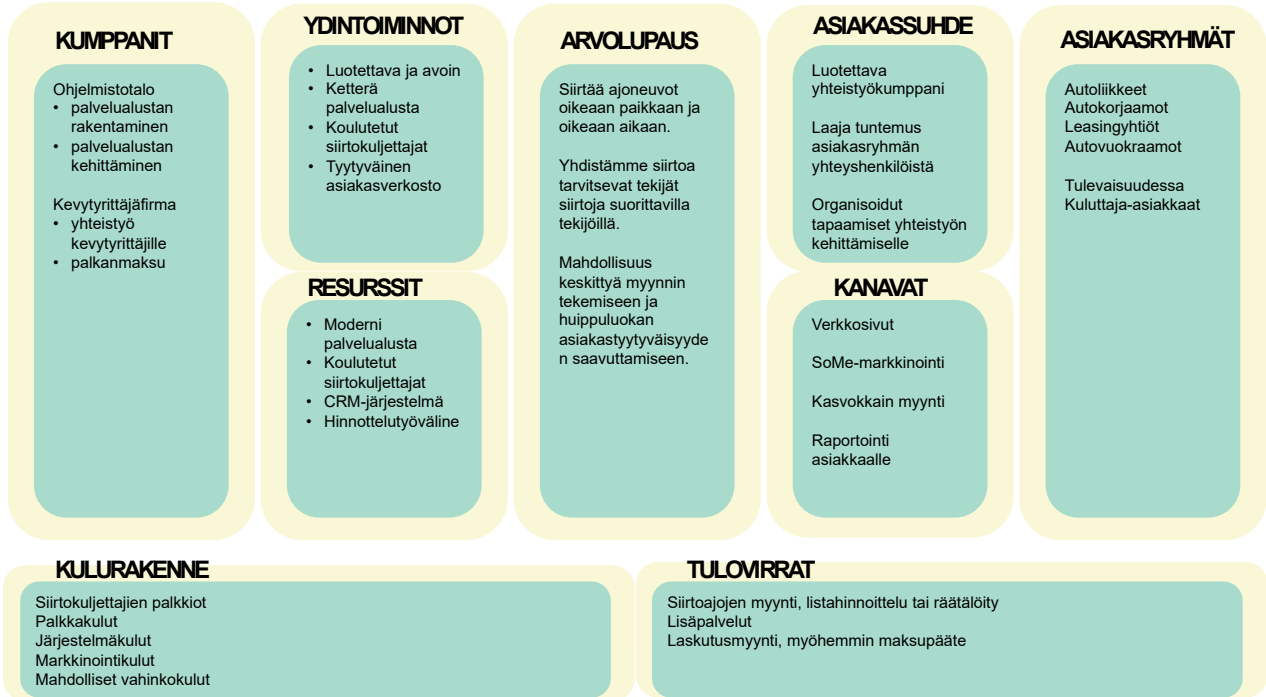 KUMPPANIT
Ohjelmistotalo
• palvelualustan
rakentaminen
• palvelualustan
kehittäminen
Kevytyrittäjäfirma
• yhteistyö
kevytyrittäjille
• palkanmaksu
YDINTOIMINNOT
• Luotettava ja avoin
• Ketterä
palvelualusta
• Koulutetut
siirtokuljettajat
• Tyytyväinen
asiakasverkosto
RESURSSIT
• Moderni
palvelualusta
• Koulutetut
siirtokuljettajat
• CRM-järjestelmä
• Hinnottelutyöväline
ARVOLUPAUS
Siirtää ajoneuvot
oikeaan paikkaan ja
oikeaan aikaan.
Yhdistämme siirtoa
tarvitsevat tekijät
siirtoja suorittavilla
tekijöillä.
Mahdollisuus
keskittyä myynnin
tekemiseen ja
huippuluokan
asiakastyytyväisyyde
n saavuttamiseen.
ASIAKASSUHDE
Luotettava
yhteistyökumppani
Laaja tuntemus
asiakasryhmän
yhteyshenkilöistä
Organisoidut
tapaamiset yhteistyön
kehittämiselle
KANAVAT
Verkkosivut
SoMe-markkinointi
Kasvokkain myynti
Raportointi
asiakkaalle
ASIAKASRYHMÄT
Autoliikkeet
Autokorjaamot
Leasingyhtiöt
Autovuokraamot
Tulevaisuudessa
Kuluttaja-asiakkaat
KULURAKENNE
Siirtokuljettajien palkkiot
Palkkakulut
Järjestelmäkulut
Markkinointikulut
Mahdolliset vahinkokulut
TULOVIRRAT
Siirtoajojen myynti, listahinnoittelu tai räätälöity
Lisäpalvelut
Laskutusmyynti, myöhemmin maksupääte